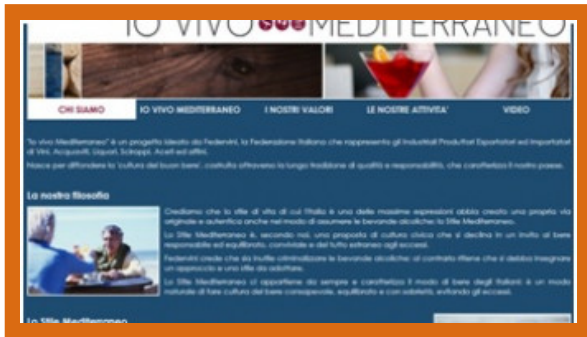 IO VIVO MEDITERRANEO
CHI SIAMO IO VIVO MEDITERRANEO I NOSTRI VALORI LE NOSTRE ATTIVITA' VIDEO
"Io vivo Mediterraneo" è un progetto ideato da Federvini, la Federazione Italiana che rappresenta gli Industriali Produttori Esportatori ed Importatori
di Vini, Acquaviti, Liquori, Sciroppi, Aceti ed affini.
Nasce per diffondere la 'cultura del buon bere', costruita attraverso la lunga tradizione di qualità e responsabilità, che caratterizza il nostro paese.
La nostra filosofia
Crediamo che lo stile di vita di cui l'Italia è una delle massime espressioni abbia creato una propria via
originale e autentica anche nel modo di assumere le bevande alcoliche: lo Stile Mediterraneo.
Lo Stile Mediterraneo è, secondo noi, una proposta di cultura civica che si declina in un invito al bere
responsabile ed equilibrato, conviviale e del tutto estraneo agli eccessi.
Federvini crede che sia inutile criminalizzare le bevande alcoliche: al contrario ritiene che si debba insegnare
un approccio e uno stile da adottare.
Lo Stile Mediterraneo ci appartiene da sempre e caratterizza il modo di bere degli Italiani: è un modo
naturale di fare cultura del bere consapevole, equilibrato e con sobrietà, evitando gli eccessi.
Lo Stile Mediterraneo